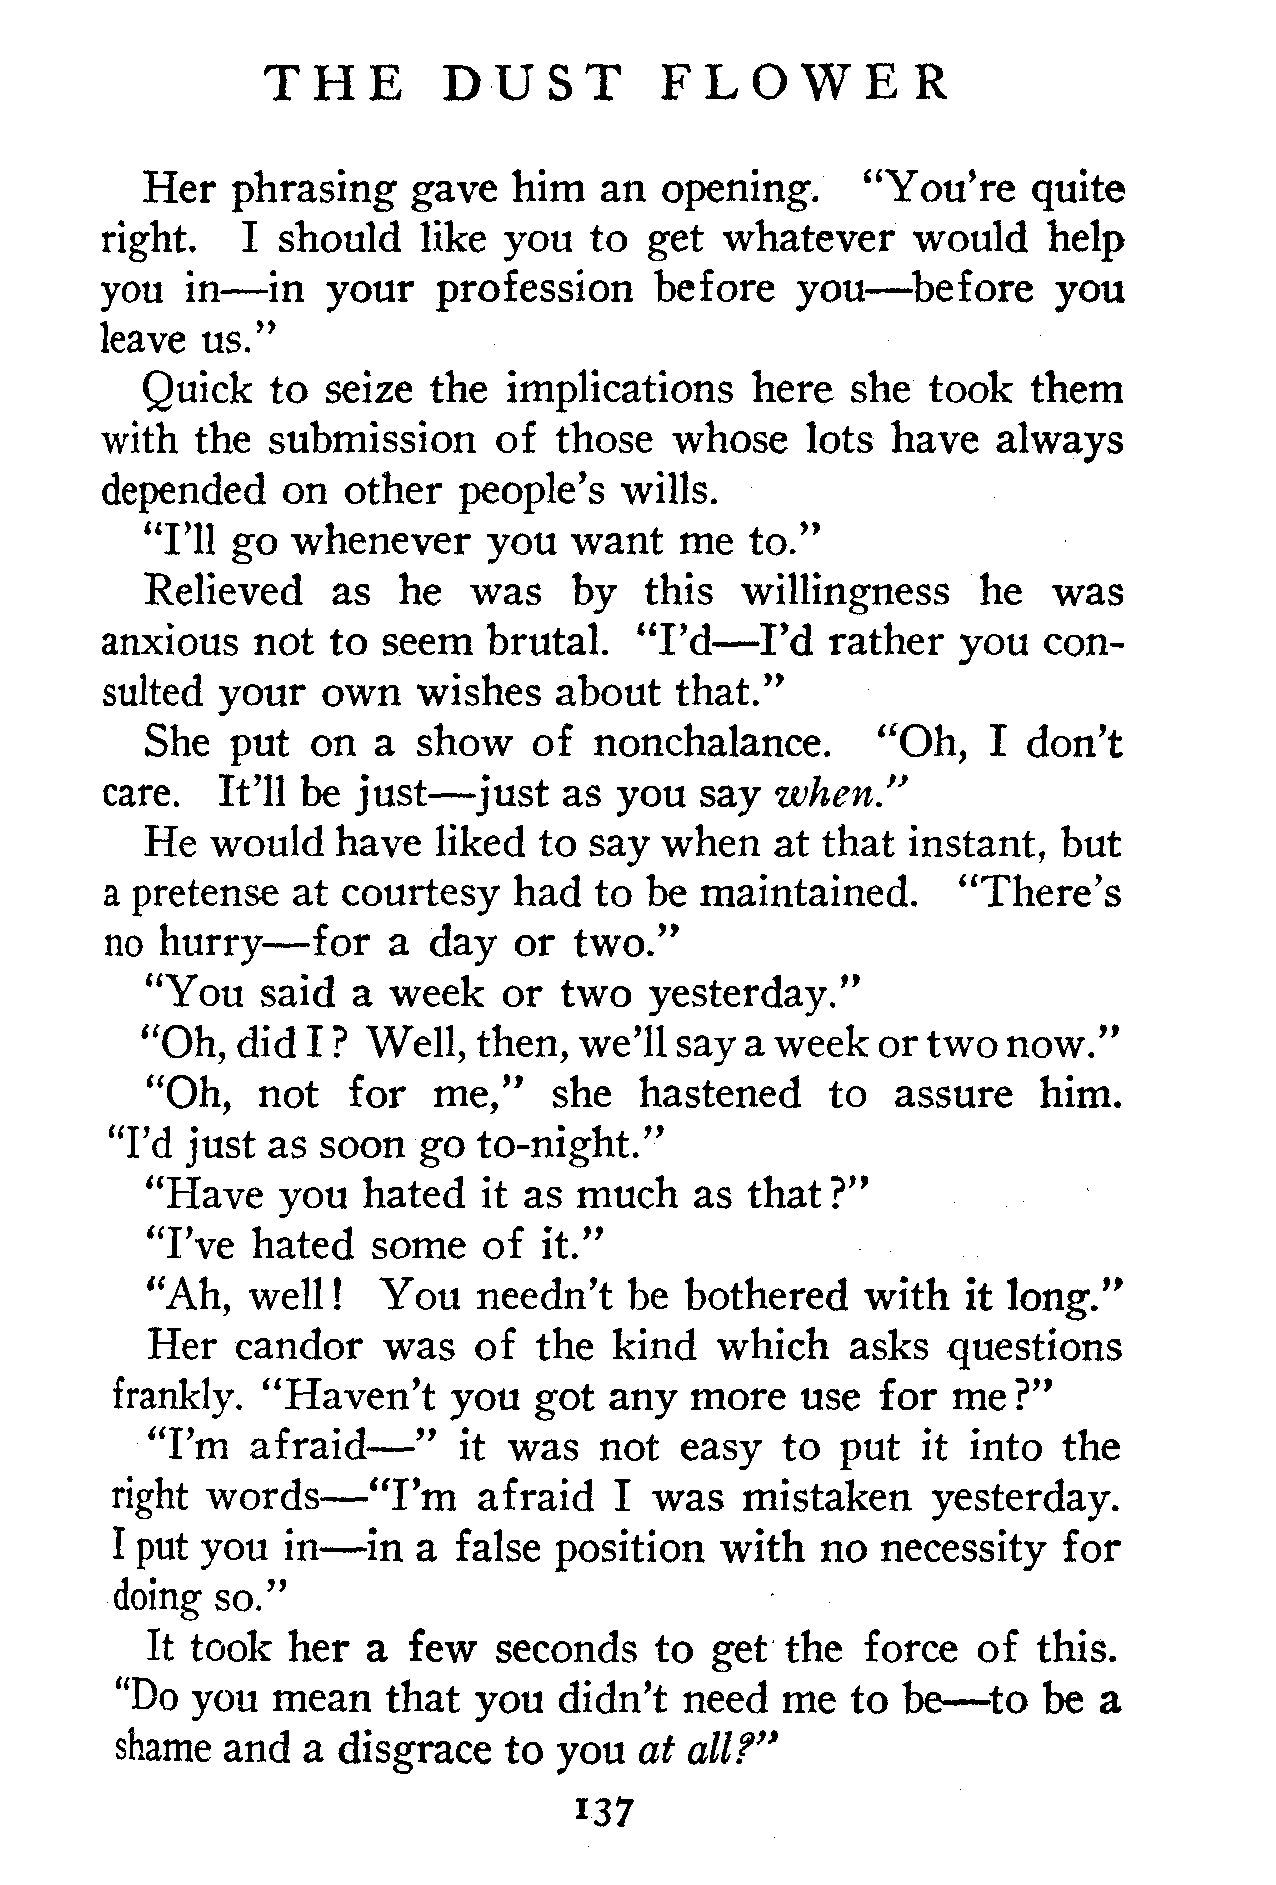 THE DUST FLOWER
Her phrasing gave him an opening. “You’re quite
right. I should like you to get whatever would help
you in—in your profession before you—before you
leave us.”
Quick to seize the implications here she took them
with the submission of those whose lots have always
depended on other people’s wills.
“I’ll go whenever you want me to.”
Relieved as he was by this willingness he was
anxious not to seem brutal. “I’d—I’d rather you con-
sulted your own wishes about that.”
She put on a show of nonchalance. “Oh, I don’t
care. It’ll be just—just as you say when.”
He would have liked to say when at that instant, but
a pretense at courtesy had to be maintained. “There’s
no hurry—for a day or two.”
“You said a week or two yesterday.”
“Oh, did I? Well, then, we’ll say a week or two now.”
“Oh, not for me,” she hastened to assure him.
“I’d just as soon go to-night.”
“Have you hated it as much as that?”
“I’ve hated some of it.”
“Ah, well! You needn’t be bothered with it long.”
Her candor was of the kind which asks questions
frankly. “Haven’t you got any more use for me?”
“I’m afraid—” it was not easy to put it into the
right words—“I’m afraid I was mistaken yesterday.
I put you in—in a false position with no necessity for
doing so.”
It took her a few seconds to get the force of this.
“Do you mean that you didn’t need me to be—to be a
shame and a disgrace to you at all?”
137